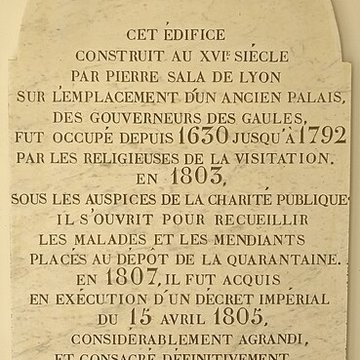 CET ÉDIFICE
CONSTRUIT AU XVIᵉ SIÈCLE
PAR PIERRE SALA DE LYON
SUR L'EMPLACEMENT D'UN ANCIEN PALAIS,
DES GOUVERNEURS DES GAULES,
FUT OCCUPÉ DEPUIS 1630 JUSQU'À 1792
PAR LES RELIGIEUSES DE LA VISITATION.
EN 1803,
SOUS LES AUSPICES DE LA CHARITÉ PUBLIQUE
IL S'OUVRIT POUR RECUEILLIR
LES MALADES ET LES MENDIANTS
PLACÉS AU DÉPÔT DE LA QUARANTAINE.
EN 1807, IL FUT ACQUIS
EN EXÉCUTION D'UN DÉCRET IMPÉRIAL
DU 15 AVRIL 1805,
CONSIDÉRABLEMENT AGRANDI,
ET CONSACRÉ DÉFINITIVEMENT